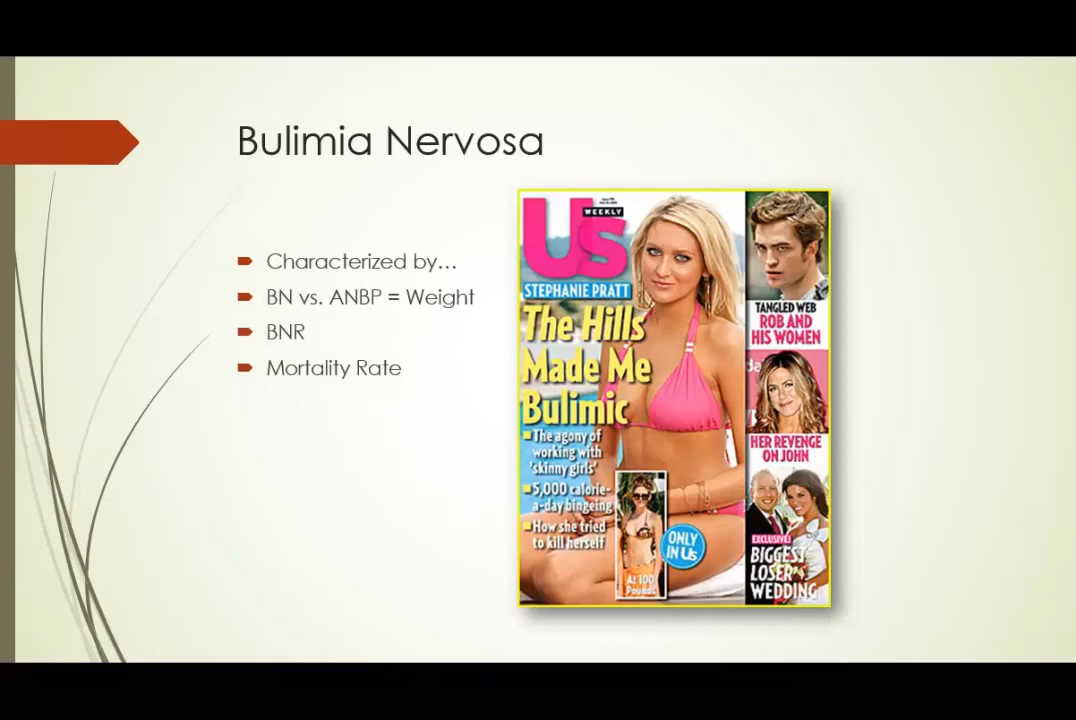 Bulimia Nervosa
Characterized by…
BN vs. ANBP = Weight
BNR
Mortality Rate
Us
WEEKLY
STEPHANIE PRATT
The Hills
Made Me
Bulimic
The agony of
working with
'skinny girls'
5,000 calorie-
a-day bingeing
How she tried
to kill herself
At 100
Pounds
ONLY
IN Us
TANGLED WEB
ROB AND
HIS WOMEN
HER REVENGE
ON JOHN
EXCLUSIVE!
BIGGEST
LOSER
WEDDING